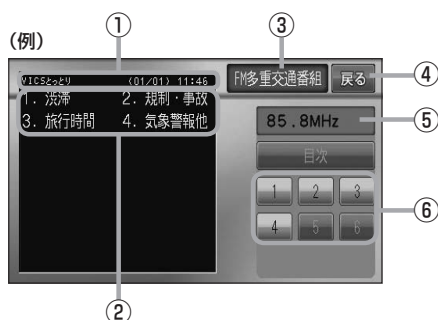 (例)
①
③
VICSとっとり (01/01) 11:46
FM多重交通番組
戻る
④
1. 渋滞 2. 規制・事故
3. 旅行時間 4. 気象警報他
85.8MHz
⑤
目次
1 2 3
4 5 6
⑥
②